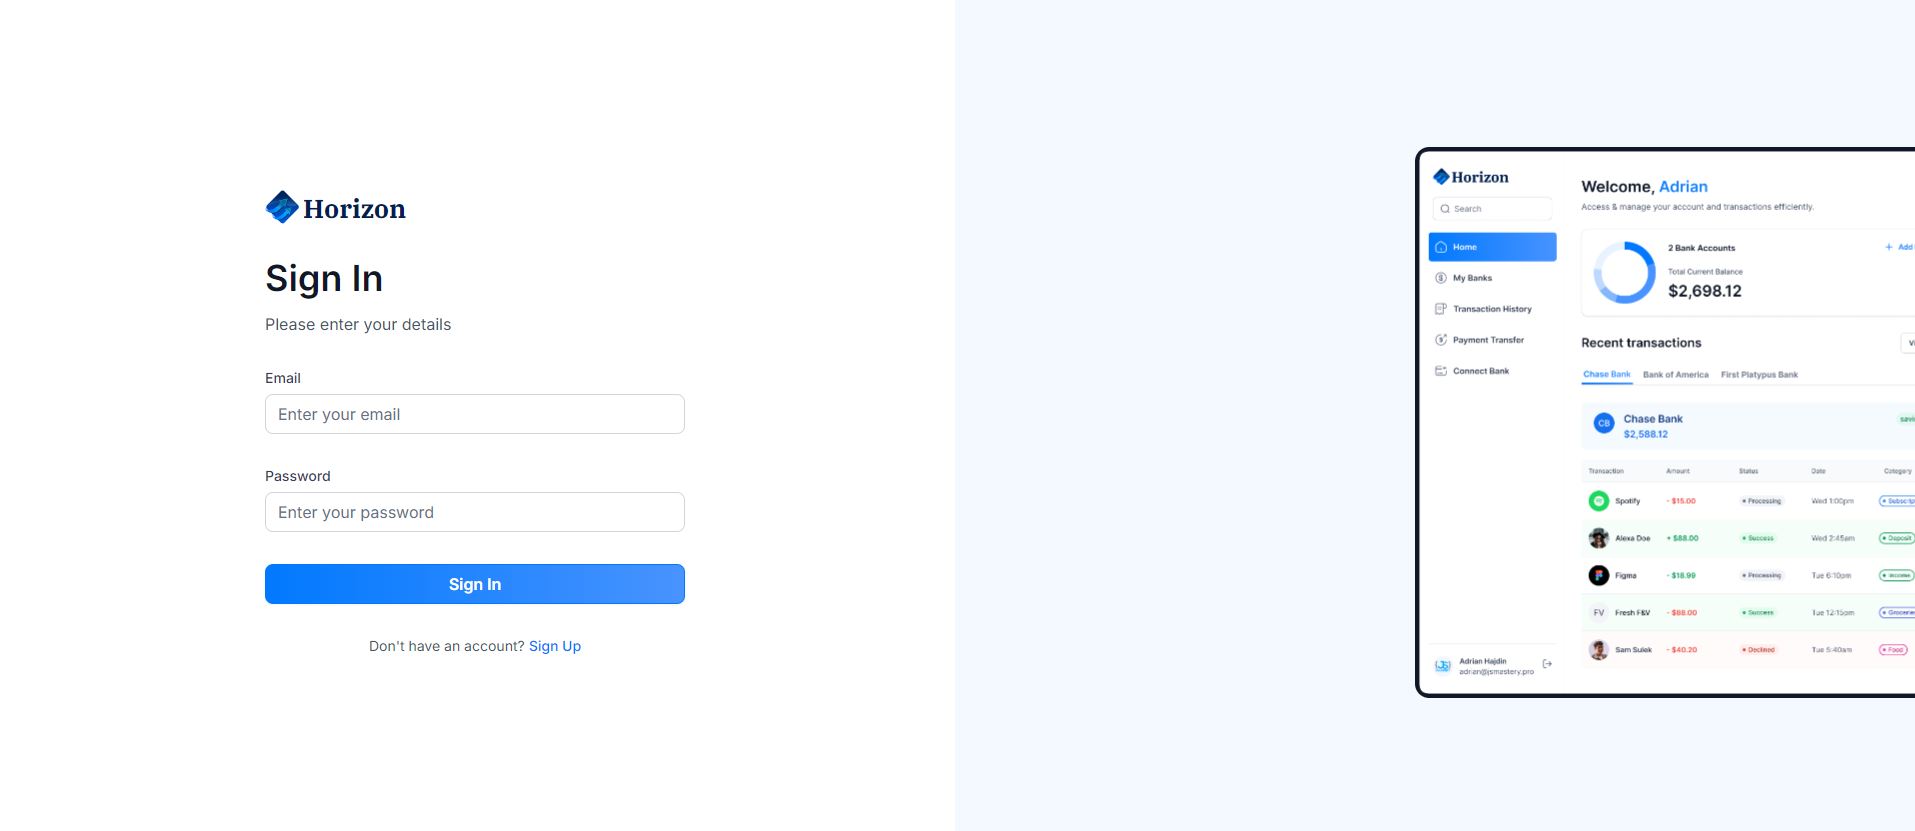 Horizon
Sign In
Please enter your details
Email
Enter your email
Password
Enter your password
Sign In
Don't have an account? Sign Up
Horizon
Search
Home
My Banks
Transaction History
Payment Transfer
Connect Bank
Adrian Hajdin
adrian@jsmastery.pro
Welcome, Adrian
Access & manage your account and transactions efficiently.
2 Bank Accounts
+ Add
Total Current Balance
$2,698.12
Recent transactions
Chase Bank Bank of America First Platypus Bank
CB Chase Bank
$2,588.12
Transaction Amount Status Date Category
Spotify - $15.00 Processing Wed 1:00pm
Alexa Doe + $88.00 Success Wed 2:45am Deposit
Figma - $18.99 Processing Tue 6:10pm Income
FV Fresh F&V - $88.00 Success Tue 12:15pm
Sam Sulek - $40.20 Declined Tue 5:40am Food